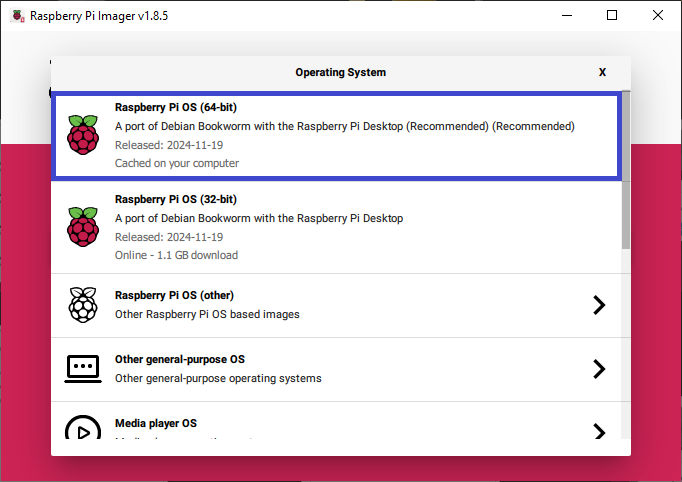 Raspberry Pi Imager v1.8.5
Operating System
X
Raspberry Pi OS (64-bit)
A port of Debian Bookworm with the Raspberry Pi Desktop (Recommended) (Recommended)
Released: 2024-11-19
Cached on your computer
Raspberry Pi OS (32-bit)
A port of Debian Bookworm with the Raspberry Pi Desktop
Released: 2024-11-19
Online - 1.1 GB download
Raspberry Pi OS (other)
Other Raspberry Pi OS based images
Other general-purpose OS
Other general-purpose operating systems
Media player OS